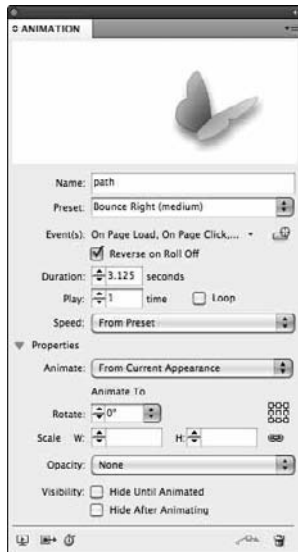 ANIMATION
Name: path
Preset: Bounce Right (medium)
Event(s): On Page Load, On Page Click,...
Reverse on Roll Off
Duration: 3.125 seconds
Play: 1 time Loop
Speed: From Preset
Properties
Animate: From Current Appearance
Animate To
Rotate: 0°
Scale W: H:
Opacity: None
Visibility: Hide Until Animated
Hide After Animating